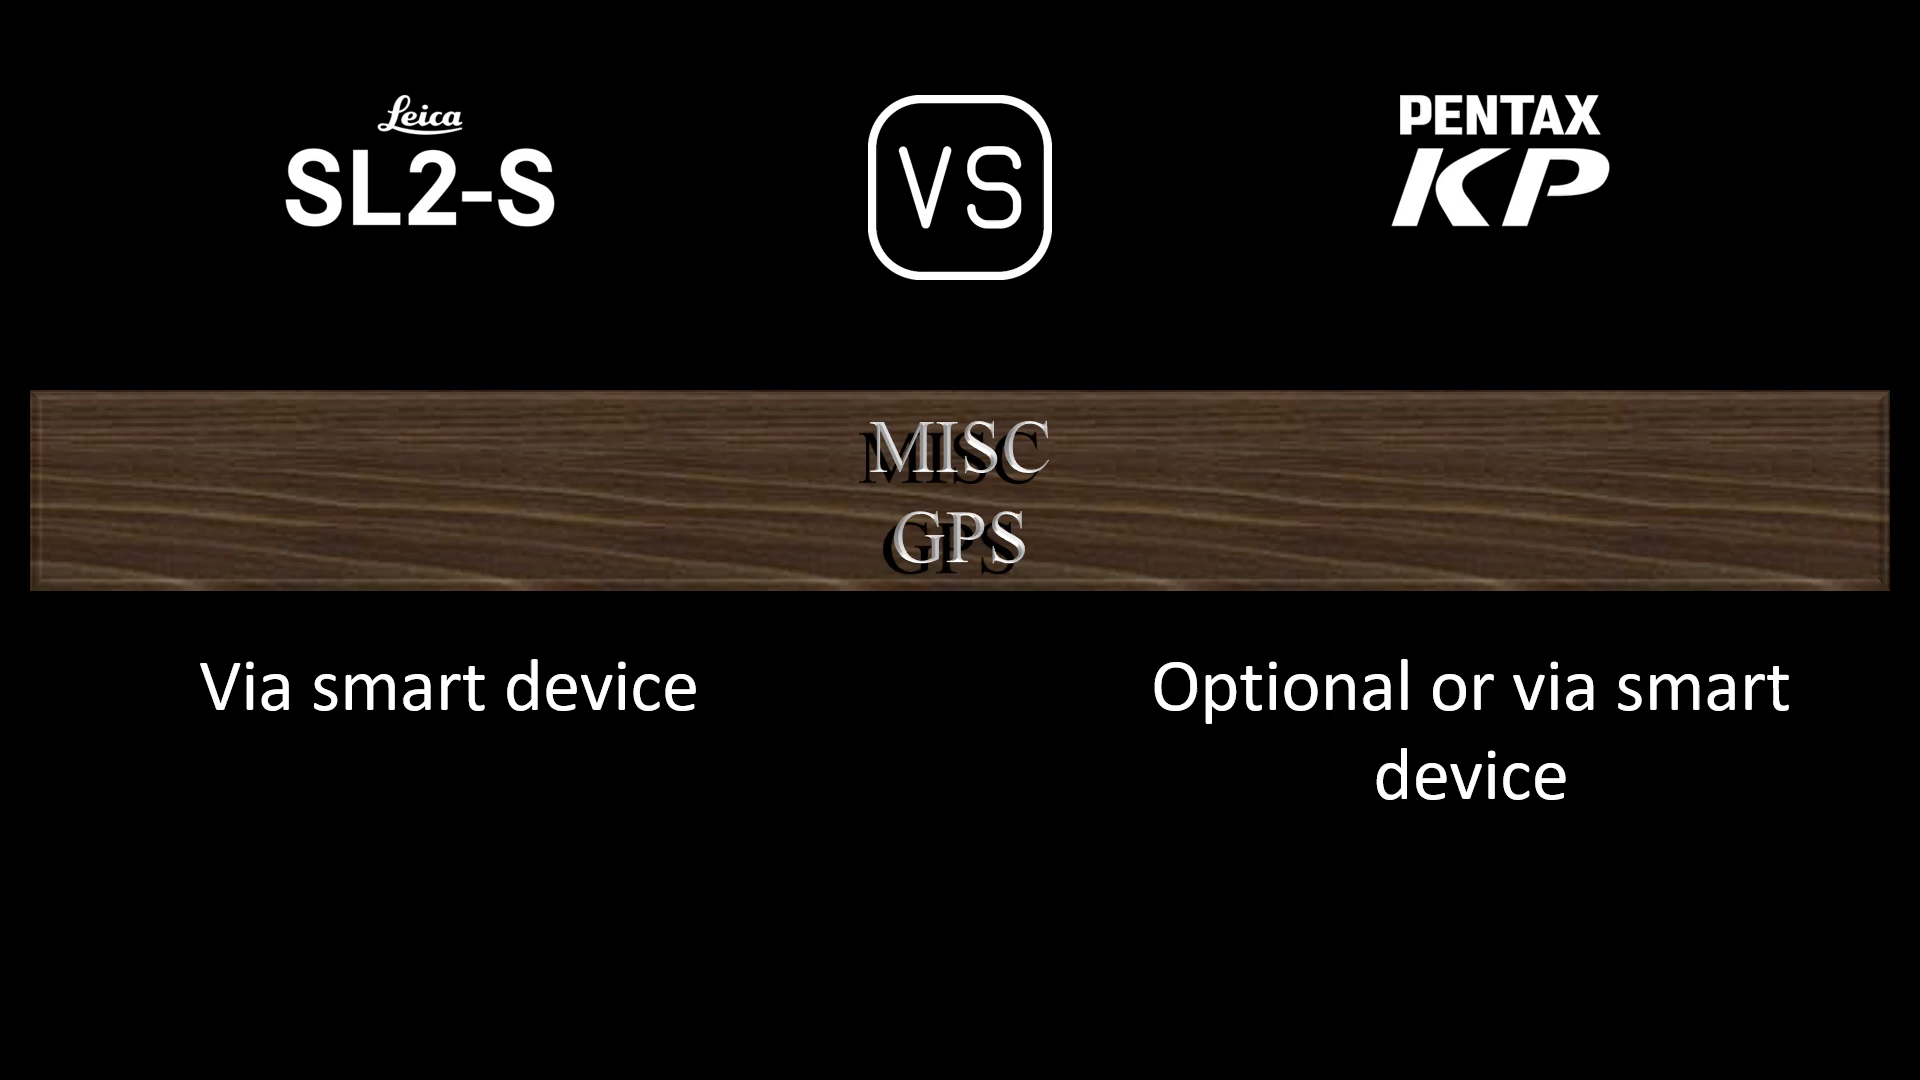 Leica
SL2-S
VS
PENTAX
KP
MISC
GPS
Via smart device
Optional or via smart
device